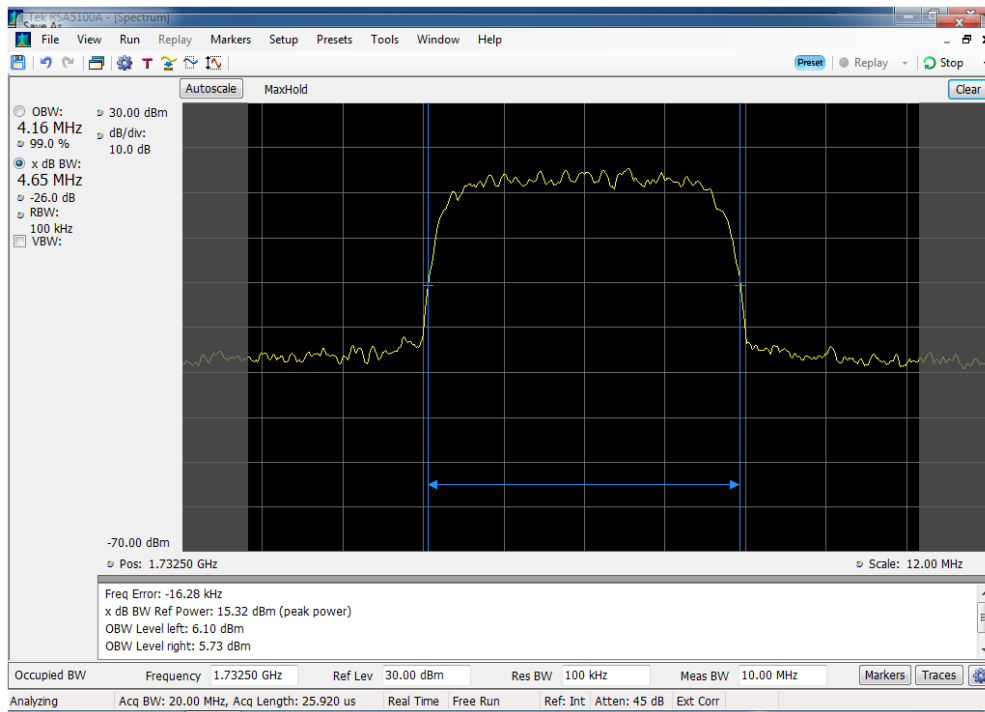 Tek RSA5100A - [Spectrum]
Save As
File View Run Replay Markers Setup Presets Tools Window Help
T Preset Replay Stop
Autoscale MaxHold Clear
OBW:
4.16 MHz
99.0 %
x dB BW:
4.65 MHz
-26.0 dB
RBW:
100 kHz
VBW:
30.00 dBm
dB/div:
10.0 dB
-70.00 dBm
Pos: 1.73250 GHz Scale: 12.00 MHz
Freq Error: -16.28 kHz
x dB BW Ref Power: 15.32 dBm (peak power)
OBW Level left: 6.10 dBm
OBW Level right: 5.73 dBm
Occupied BW Frequency 1.73250 GHz Ref Lev 30.00 dBm Res BW 100 kHz Meas BW 10.00 MHz Markers Traces
Analyzing Acq BW: 20.00 MHz, Acq Length: 25.920 us Real Time Free Run Ref: Int Atten: 45 dB Ext Corr